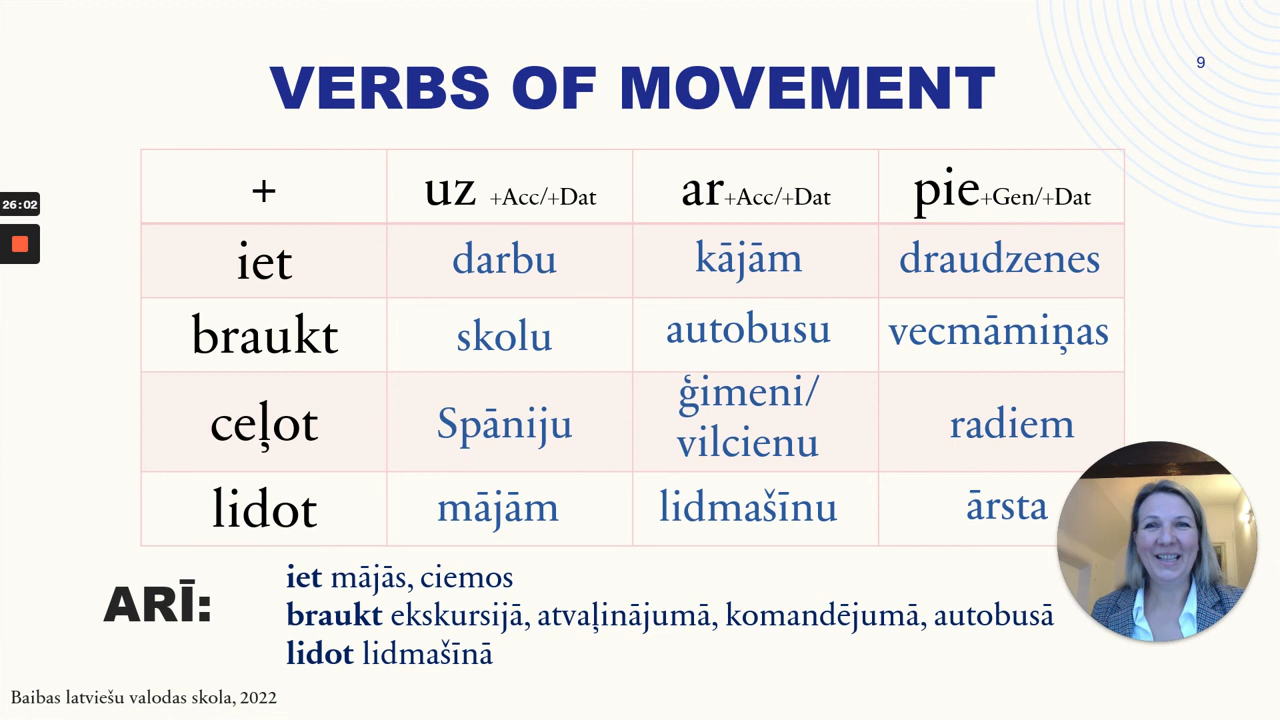 9
VERBS OF MOVEMENT
+ uz +Acc/+Dat ar+Acc/+Dat pie+Gen/+Dat
26:02
iet darbu kājām draudzenes
braukt skolu autobusu vecmāmiņas
ceļot Spāniju ģimeni/ vilcienu radiem
lidot mājām lidmašīnu ārsta
ARĪ:
iet mājās, ciemos
braukt ekskursijā, atvaļinājumā, komandējumā, autobusā
lidot lidmašīnā
Baibas latviešu valodas skola, 2022